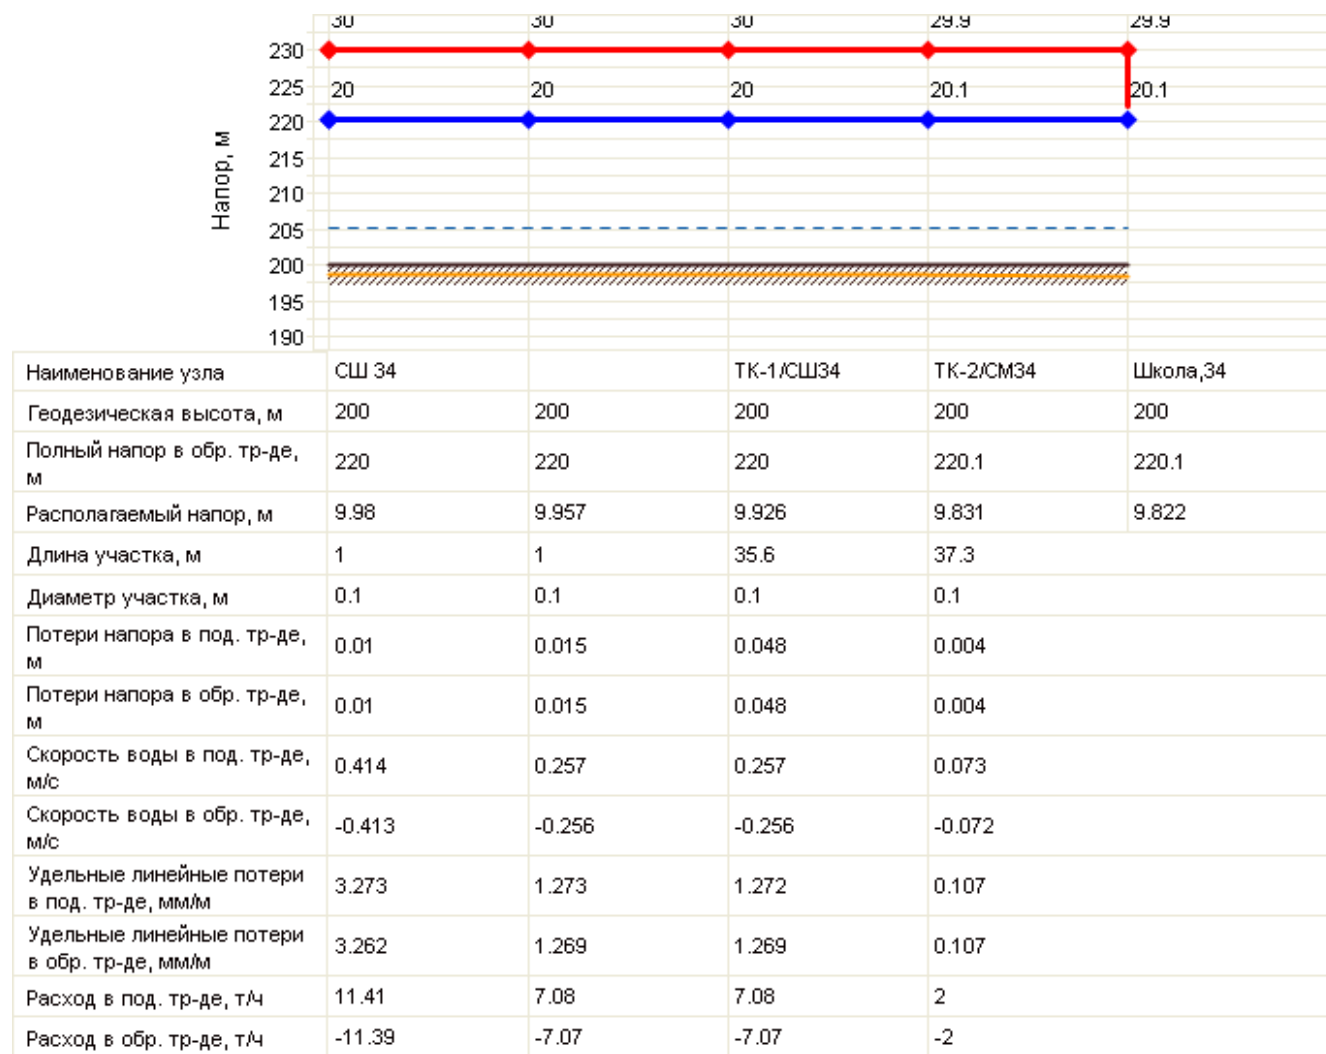 30 30 30 29.9 29.9
230
225 20 20 20 20.1 20.1
220
215
210
205
200
195
190
Напор, м
Наименование узла СШ 34 ТК-1/СШ34 ТК-2/СМ34 Школа,34
Геодезическая высота, м 200 200 200 200 200
Полный напор в обр. тр-де,
м 220 220 220 220.1 220.1
Располагаемый напор, м 9.98 9.957 9.926 9.831 9.822
Длина участка, м 1 1 35.6 37.3
Диаметр участка, м 0.1 0.1 0.1 0.1
Потери напора в под. тр-де,
м 0.01 0.015 0.048 0.004
Потери напора в обр. тр-де,
м 0.01 0.015 0.048 0.004
Скорость воды в под. тр-де,
м/с 0.414 0.257 0.257 0.073
Скорость воды в обр. тр-де,
м/с -0.413 -0.256 -0.256 -0.072
Удельные линейные потери
в под. тр-де, мм/м 3.273 1.273 1.272 0.107
Удельные линейные потери
в обр. тр-де, мм/м 3.262 1.269 1.269 0.107
Расход в под. тр-де, т/ч 11.41 7.08 7.08 2
Расход в обр. тр-де, т/ч -11.39 -7.07 -7.07 -2